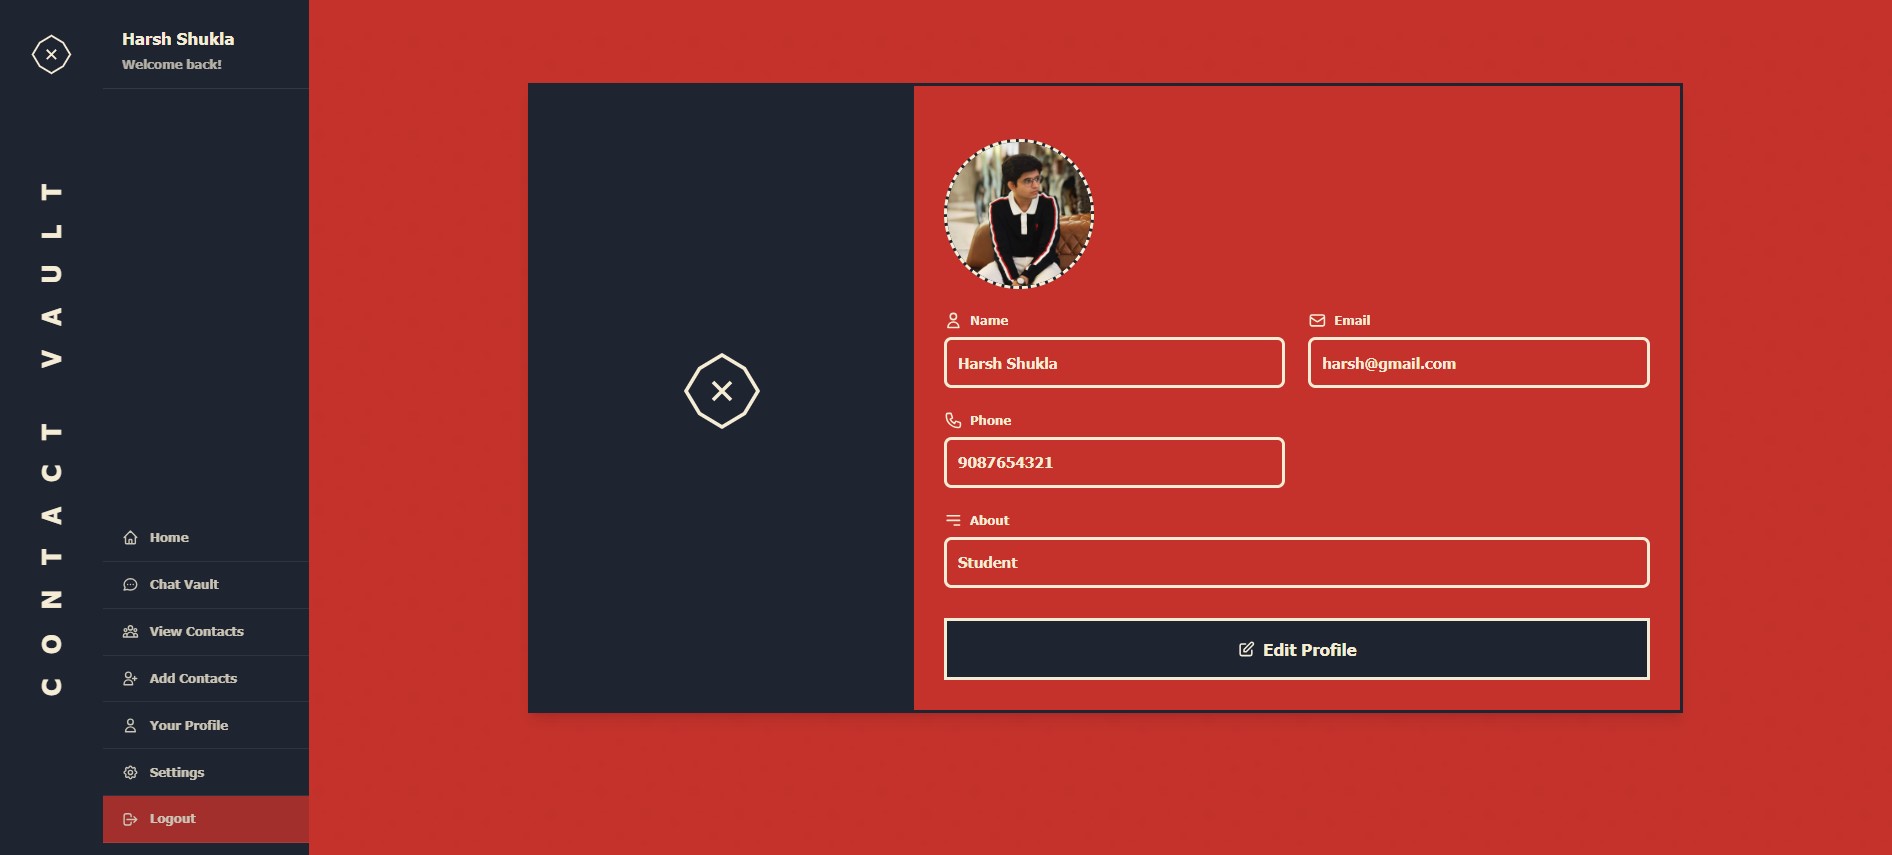 Harsh Shukla
Welcome back!
CONTACT VAULT
Home
Chat Vault
View Contacts
Add Contacts
Your Profile
Settings
Logout
Name
Harsh Shukla
Email
harsh@gmail.com
Phone
9087654321
About
Student
Edit Profile